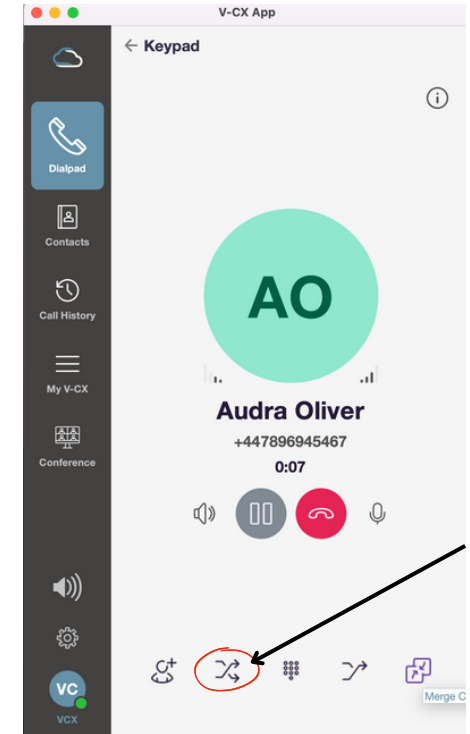 V-CX App
Keypad
Dialpad
Contacts
Call History
My V-CX
Conference
AO
Audra Oliver
+447896945467
0:07
VC
VCX
Merge C